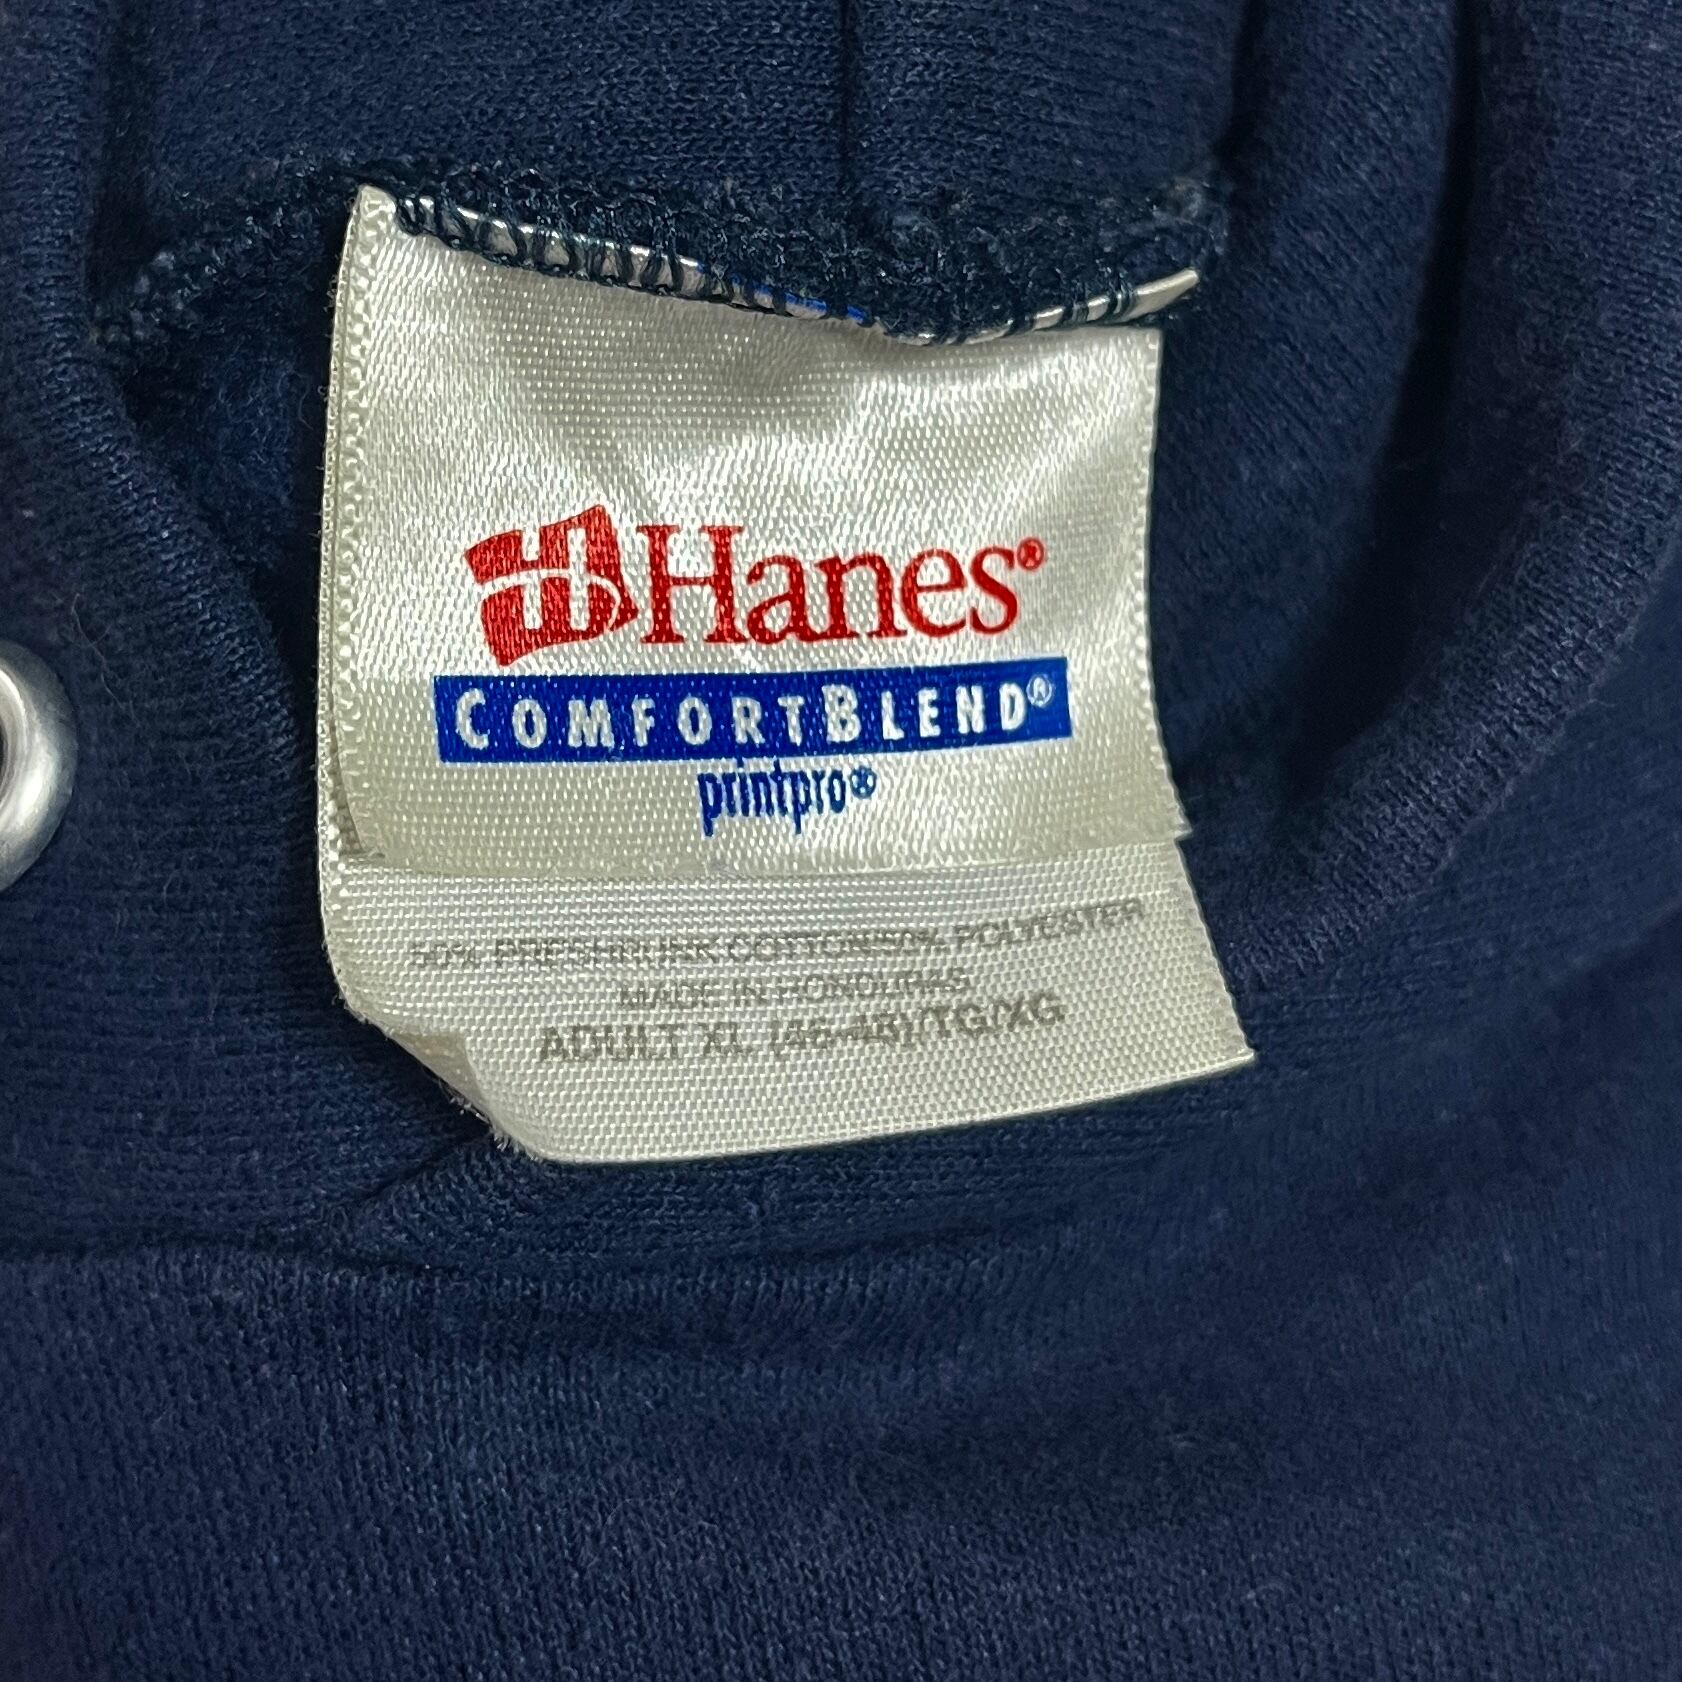 Hanes®
COMFORTBLEND®
printpro®
50% PRESHRUNK COTTON/50% POLYESTER
MADE IN HONDURAS
ADULT XL (46-48)/TG/XG